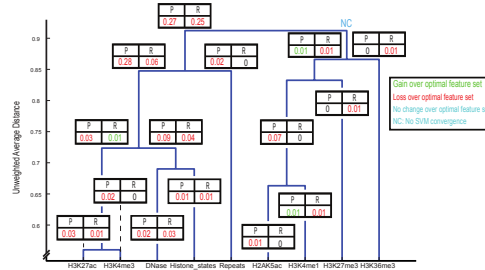 P R
0.27 0.25
NC
P R
0.28 0.06
P R
0.02 0
P R
0.01 0.01
P R
0 0.01
Gain over optimal feature set
Loss over optimal feature set
No change over optimal feature s
NC: No SVM convergence
P R
0 0.01
P R
0.03 0.01
P R
0.09 0.04
P R
0.07 0
P R
0.02 0
P R
0.01 0.01
P R
0.01 0.01
P R
0.03 0.01
P R
0.02 0.03
P R
0.01 0
Unweighted Average Distance
0.9
0.85
0.8
0.75
0.7
0.65
0.6
H3K27ac H3K4me3 DNase Histone_states Repeats H2AK5ac H3K4me1 H3K27me3 H3K36me3